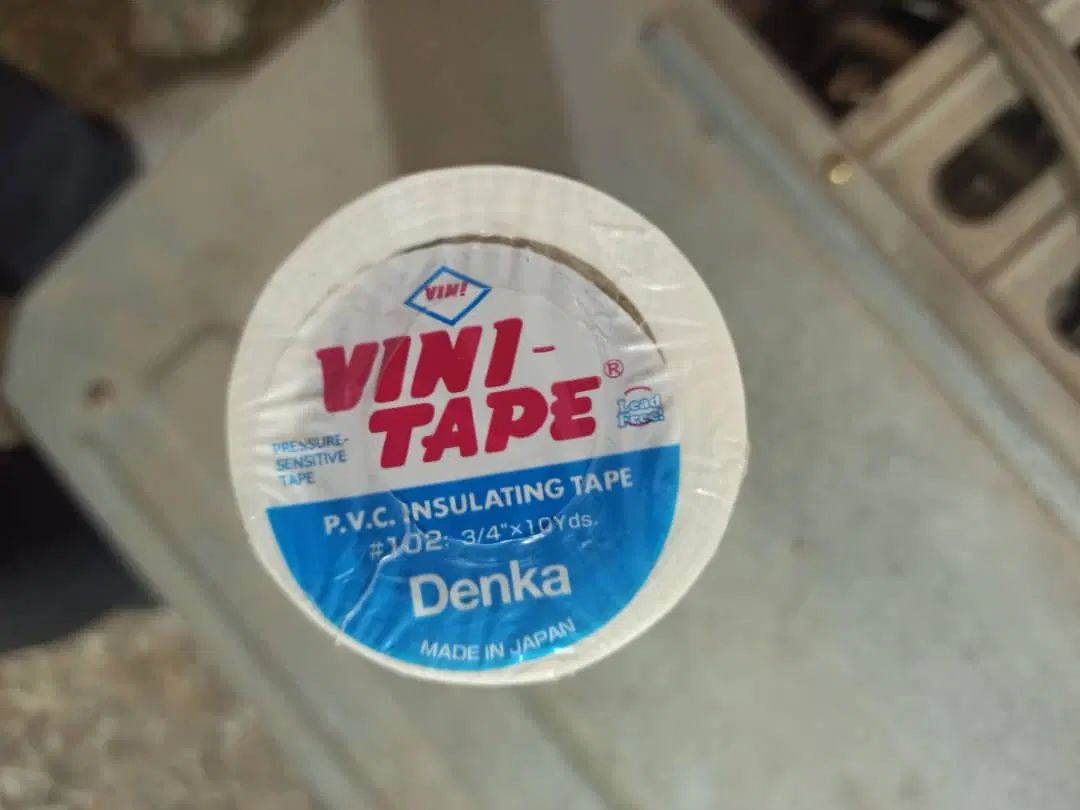 VINI
VINI-
TAPE®
Lead
Free!
PRESSURE-
SENSITIVE
TAPE
P.V.C. INSULATING TAPE
#102: 3/4"×10Yds.
Denka
MADE IN JAPAN